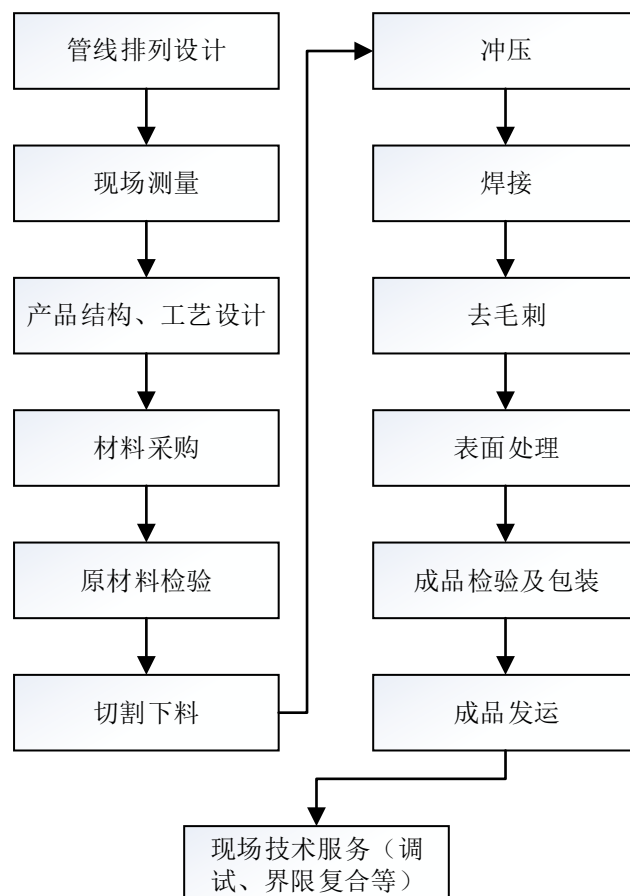 管线排列设计
现场测量
产品结构、工艺设计
材料采购
原材料检验
切割下料
冲压
焊接
去毛刺
表面处理
成品检验及包装
成品发运
现场技术服务（调
试、界限复合等）